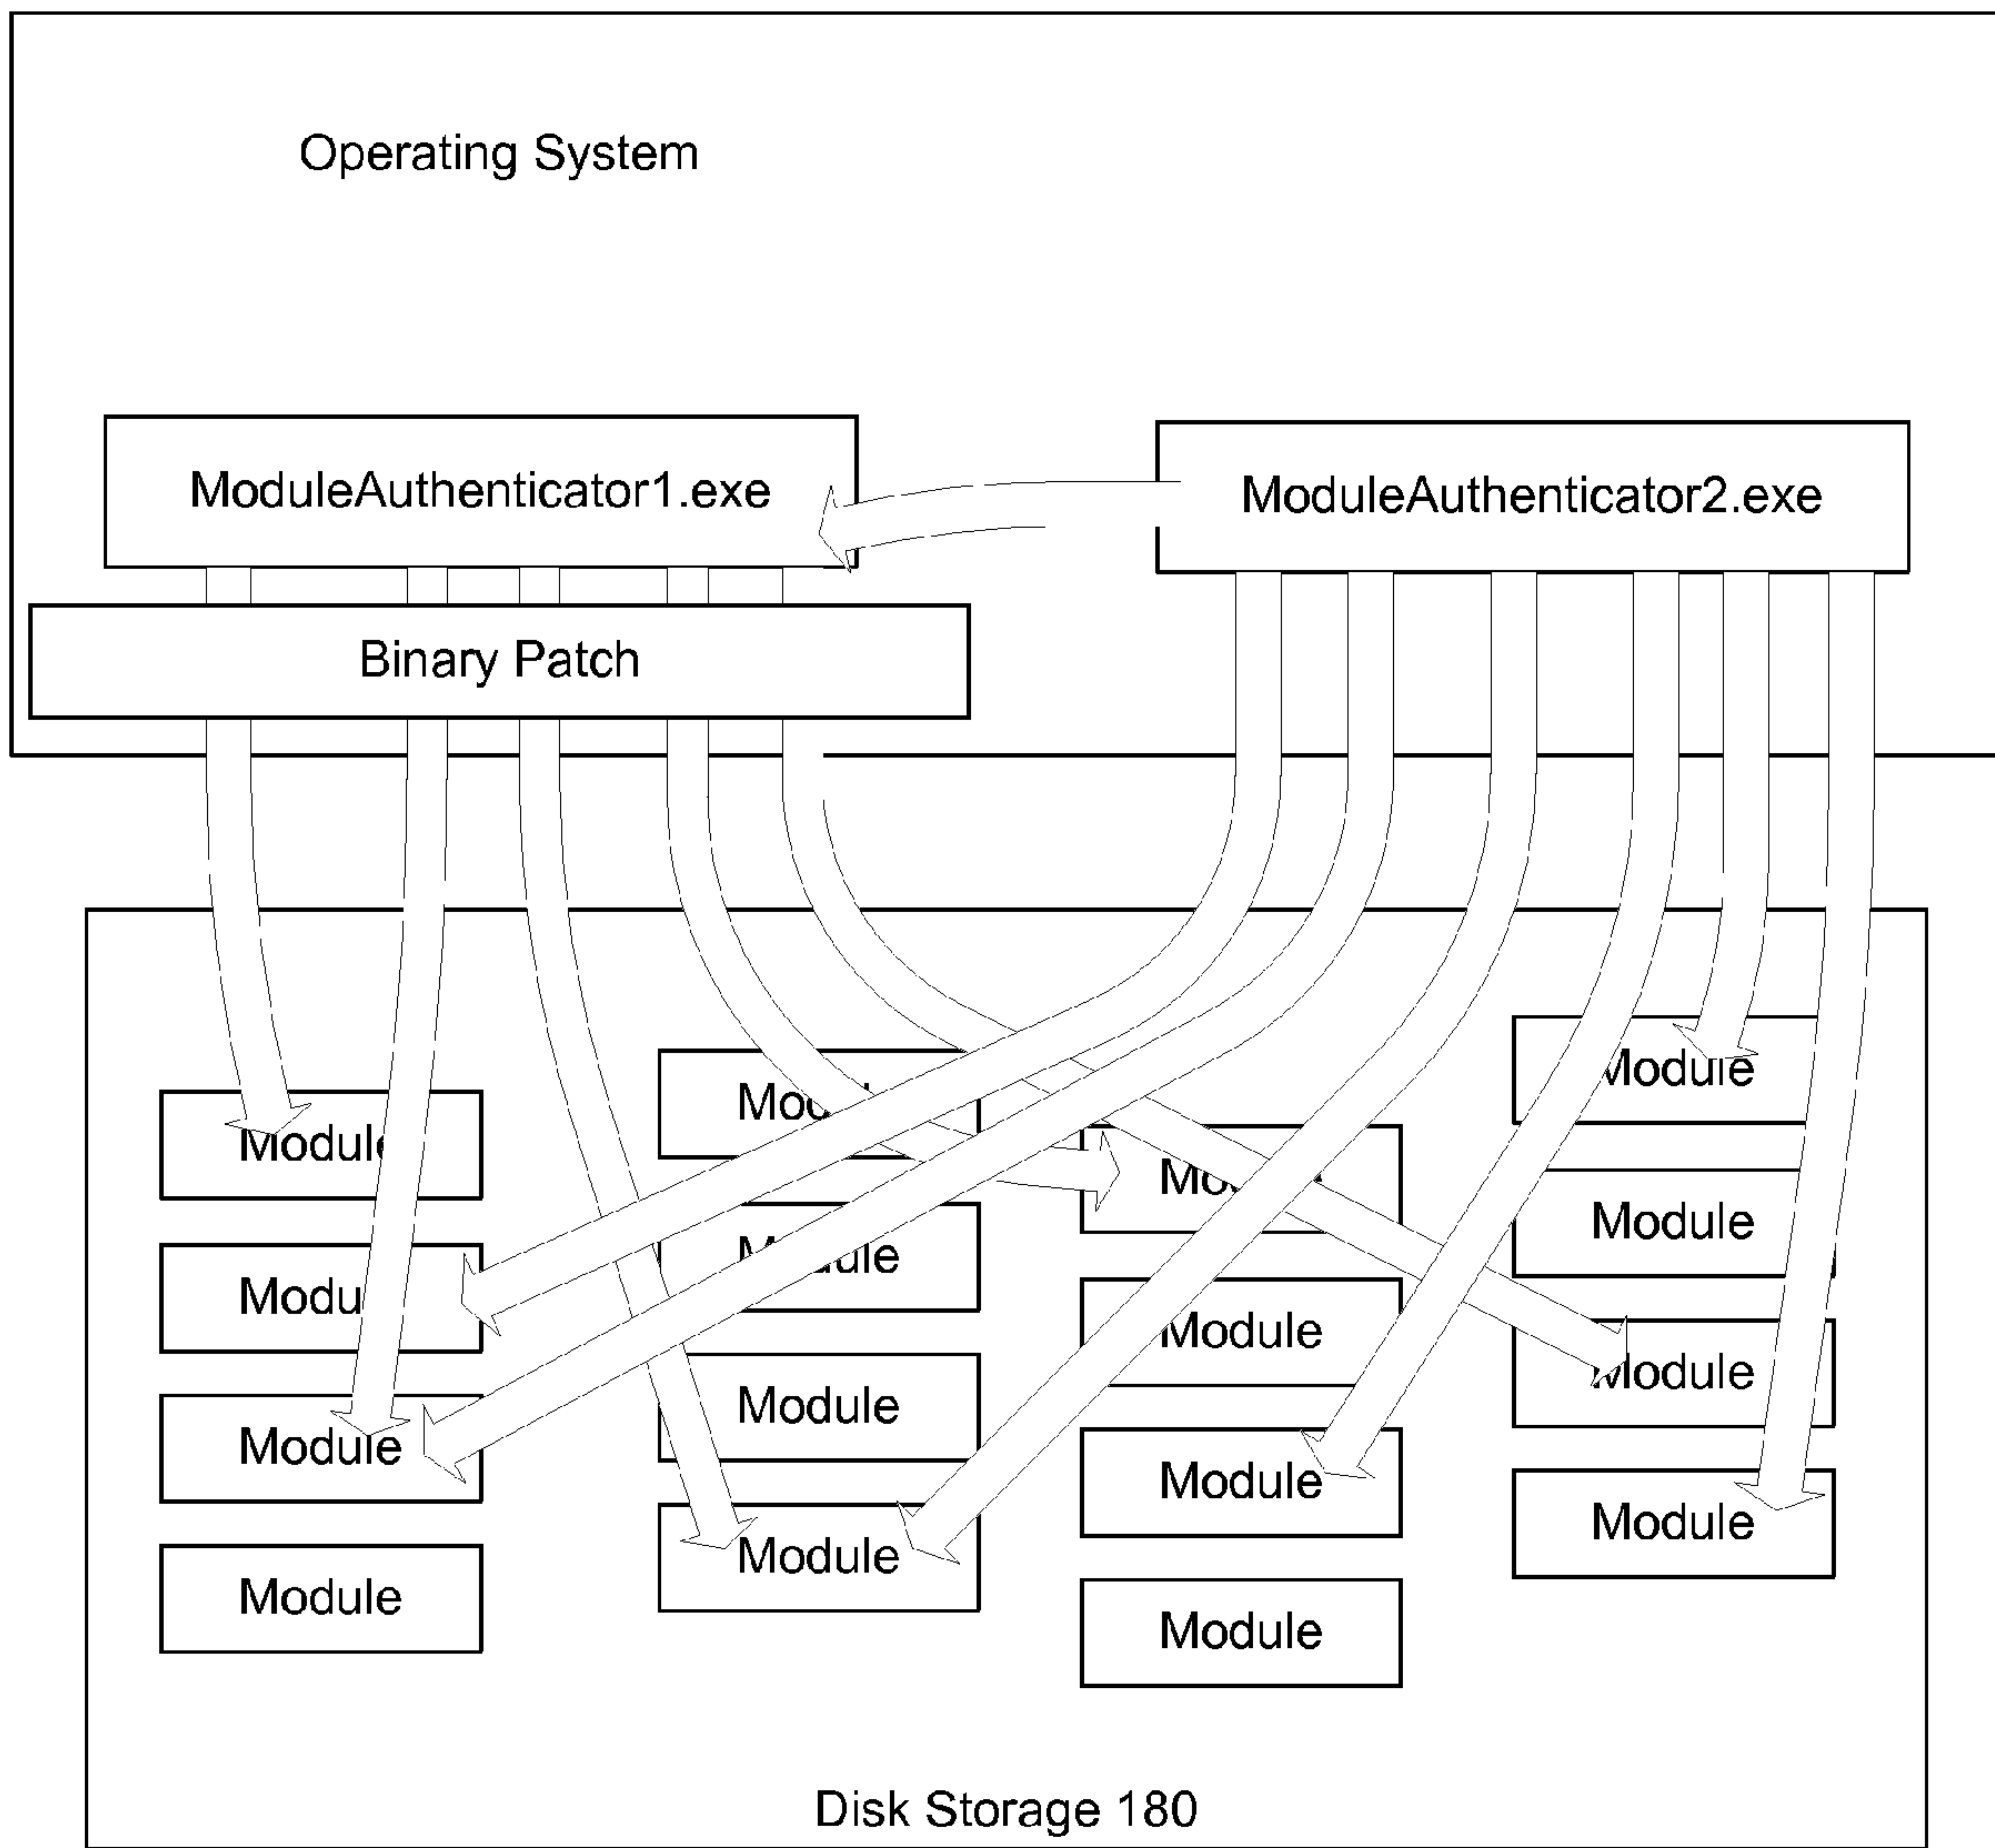 Operating System
ModuleAuthenticator1.exe
ModuleAuthenticator2.exe
Binary Patch
Module
Module
Module
Module
Module
Module
Module
Module
Module
Module
Module
Module
Module
Module
Disk Storage 180